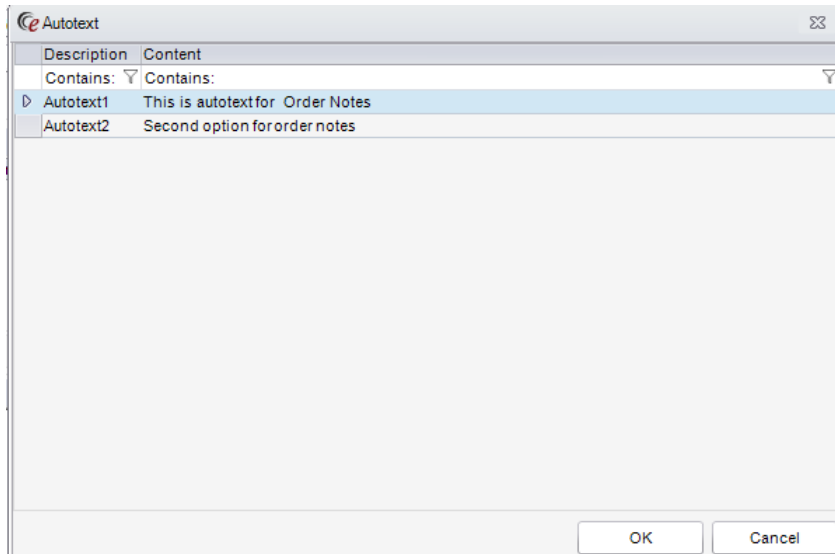 Ce Autotext
Description Content
Contains: Contains:
Autotext1 This is autotext for Order Notes
Autotext2 Second option for order notes
OK Cancel